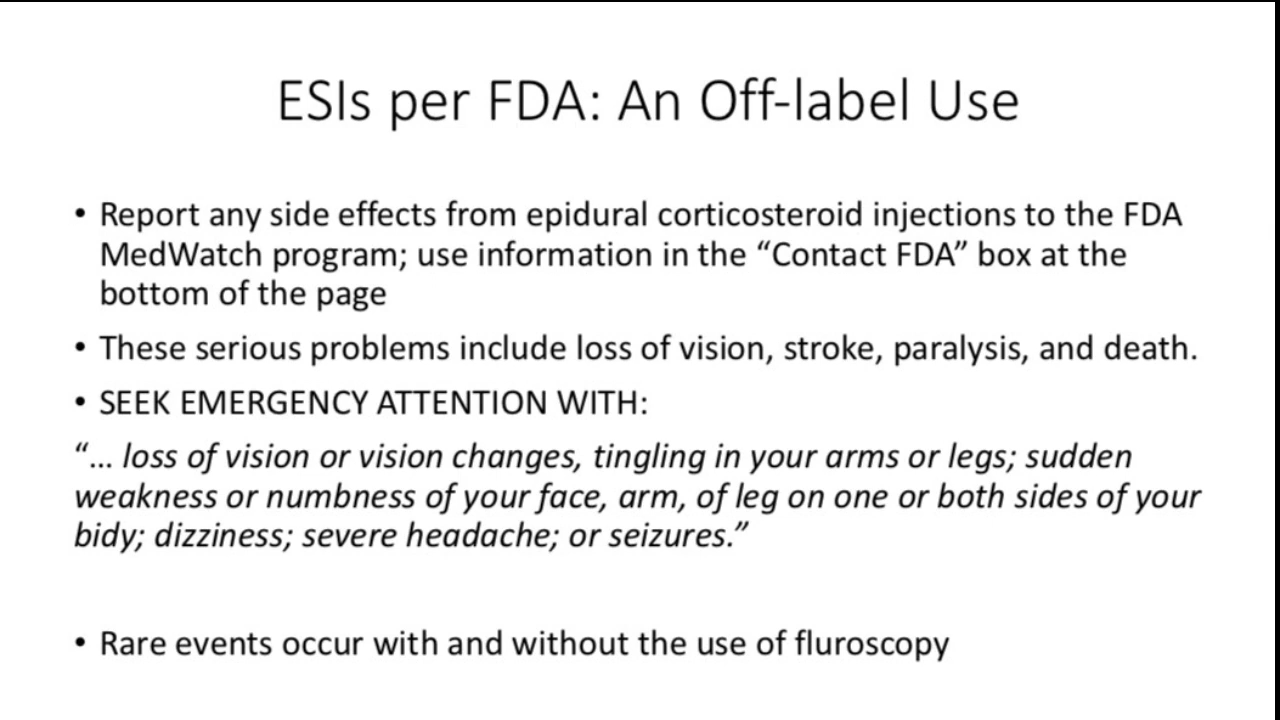 ESIs per FDA: An Off-label Use
• Report any side effects from epidural corticosteroid injections to the FDA
MedWatch program; use information in the “Contact FDA” box at the
bottom of the page
• These serious problems include loss of vision, stroke, paralysis, and death.
• SEEK EMERGENCY ATTENTION WITH:
“… loss of vision or vision changes, tingling in your arms or legs; sudden
weakness or numbness of your face, arm, of leg on one or both sides of your
bidy; dizziness; severe headache; or seizures.”
• Rare events occur with and without the use of fluroscopy